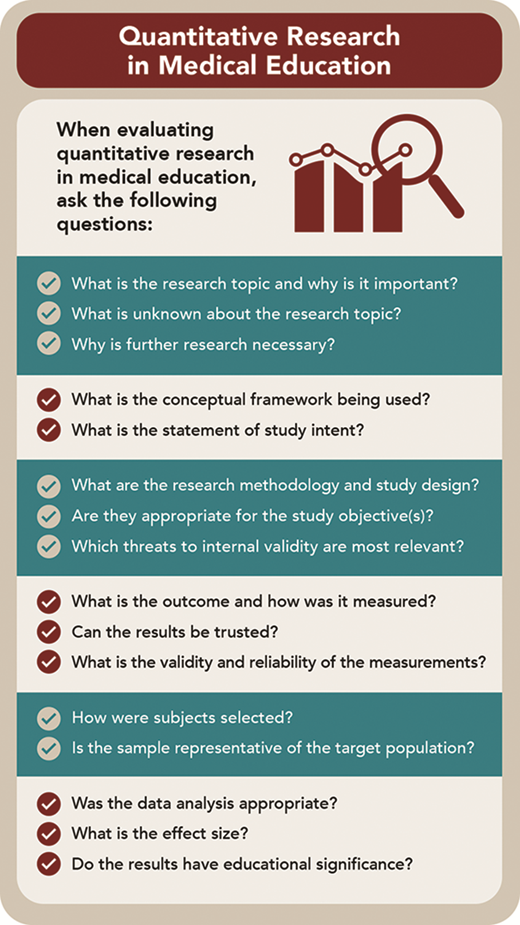 Quantitative Research
in Medical Education
When evaluating
quantitative research
in medical education,
ask the following
questions:
What is the research topic and why is it important?
What is unknown about the research topic?
Why is further research necessary?
What is the conceptual framework being used?
What is the statement of study intent?
What are the research methodology and study design?
Are they appropriate for the study objective(s)?
Which threats to internal validity are most relevant?
What is the outcome and how was it measured?
Can the results be trusted?
What is the validity and reliability of the measurements?
How were subjects selected?
Is the sample representative of the target population?
Was the data analysis appropriate?
What is the effect size?
Do the results have educational significance?